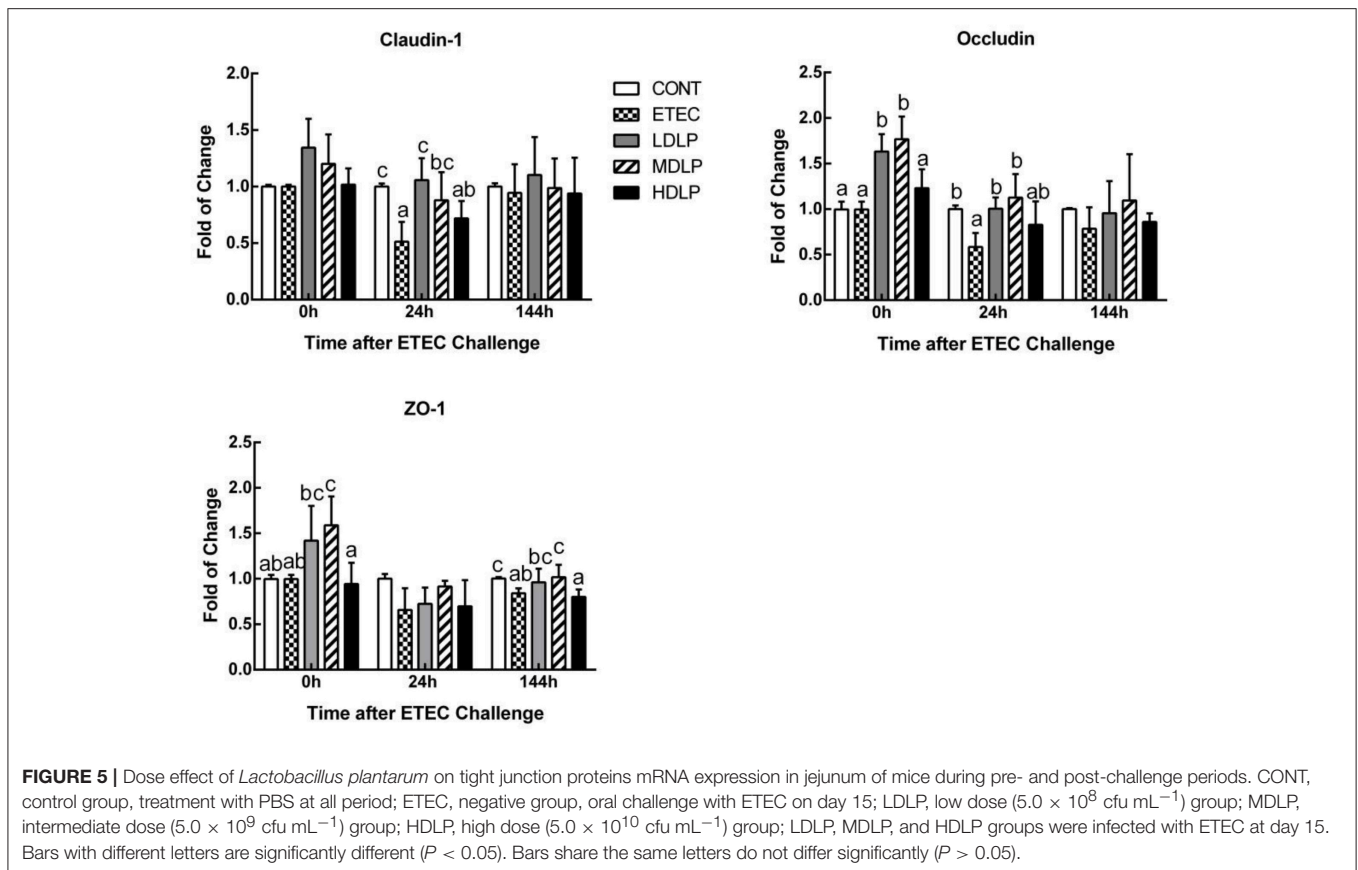 Claudin-1
Fold of Change
2.0
1.5
1.0
0.5
0.0
c
a
c
bc
ab
0h
24h
144h
Time after ETEC Challenge
CONT
ETEC
LDLP
MDLP
HDLP
Occludin
Fold of Change
2.5
2.0
1.5
1.0
0.5
0.0
a
a
b
b
a
b
a
b
b
ab
0h
24h
144h
Time after ETEC Challenge
ZO-1
Fold of Change
2.5
2.0
1.5
1.0
0.5
0.0
ab
ab
bc
c
a
c
ab
bc
c
a
0h
24h
144h
Time after ETEC Challenge
FIGURE 5 | Dose effect of Lactobacillus plantarum on tight junction proteins mRNA expression in jejunum of mice during pre- and post-challenge periods. CONT,
control group, treatment with PBS at all period; ETEC, negative group, oral challenge with ETEC on day 15; LDLP, low dose (5.0 × 10⁸ cfu mL⁻¹) group; MDLP,
intermediate dose (5.0 × 10⁹ cfu mL⁻¹) group; HDLP, high dose (5.0 × 10¹⁰ cfu mL⁻¹) group; LDLP, MDLP, and HDLP groups were infected with ETEC at day 15.
Bars with different letters are significantly different (P < 0.05). Bars share the same letters do not differ significantly (P > 0.05).